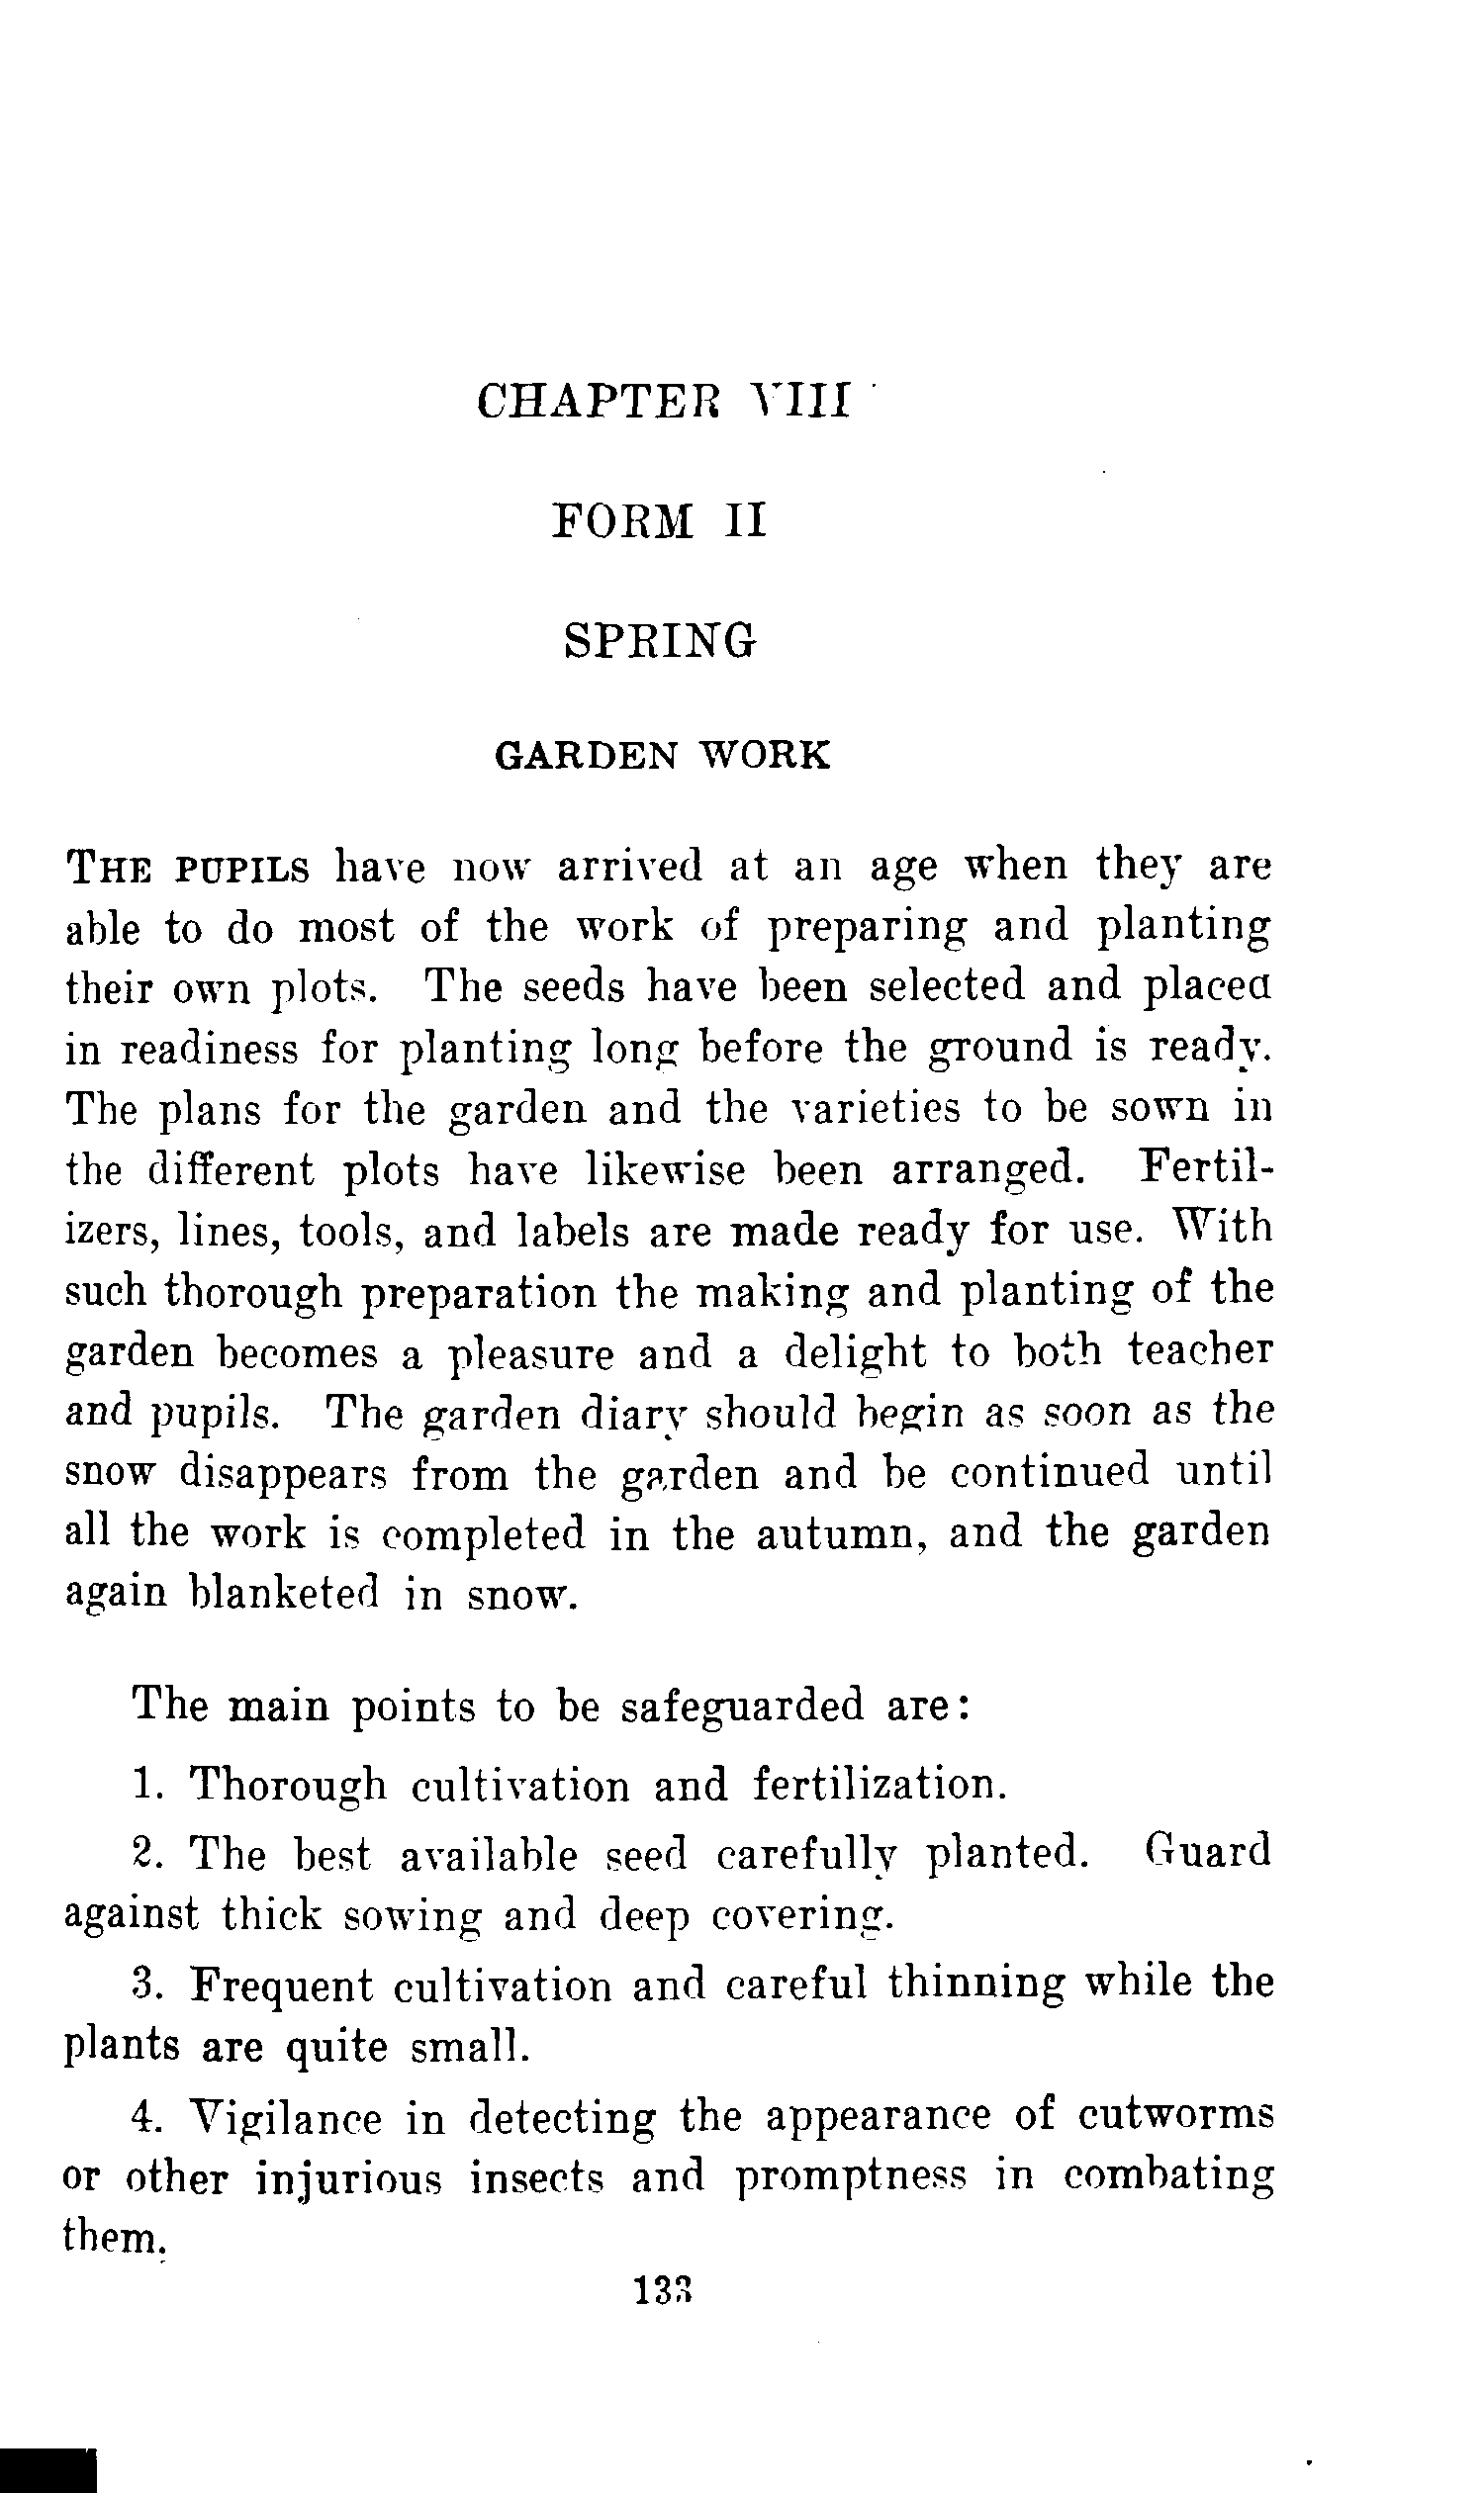 CHAPTER VIII
FORM II
SPRING
GARDEN WORK
THE PUPILS have now arrived at an age when they are
able to do most of the work of preparing and planting
their own plots. The seeds have been selected and placed
in readiness for planting long before the ground is ready.
The plans for the garden and the varieties to be sown in
the different plots have likewise been arranged. Fertil-
izers, lines, tools, and labels are made ready for use. With
such thorough preparation the making and planting of the
garden becomes a pleasure and a delight to both teacher
and pupils. The garden diary should begin as soon as the
snow disappears from the garden and be continued until
all the work is completed in the autumn, and the garden
again blanketed in snow.
The main points to be safeguarded are:
1. Thorough cultivation and fertilization.
2. The best available seed carefully planted. Guard
against thick sowing and deep covering.
3. Frequent cultivation and careful thinning while the
plants are quite small.
4. Vigilance in detecting the appearance of cutworms
or other injurious insects and promptness in combating
them.
133